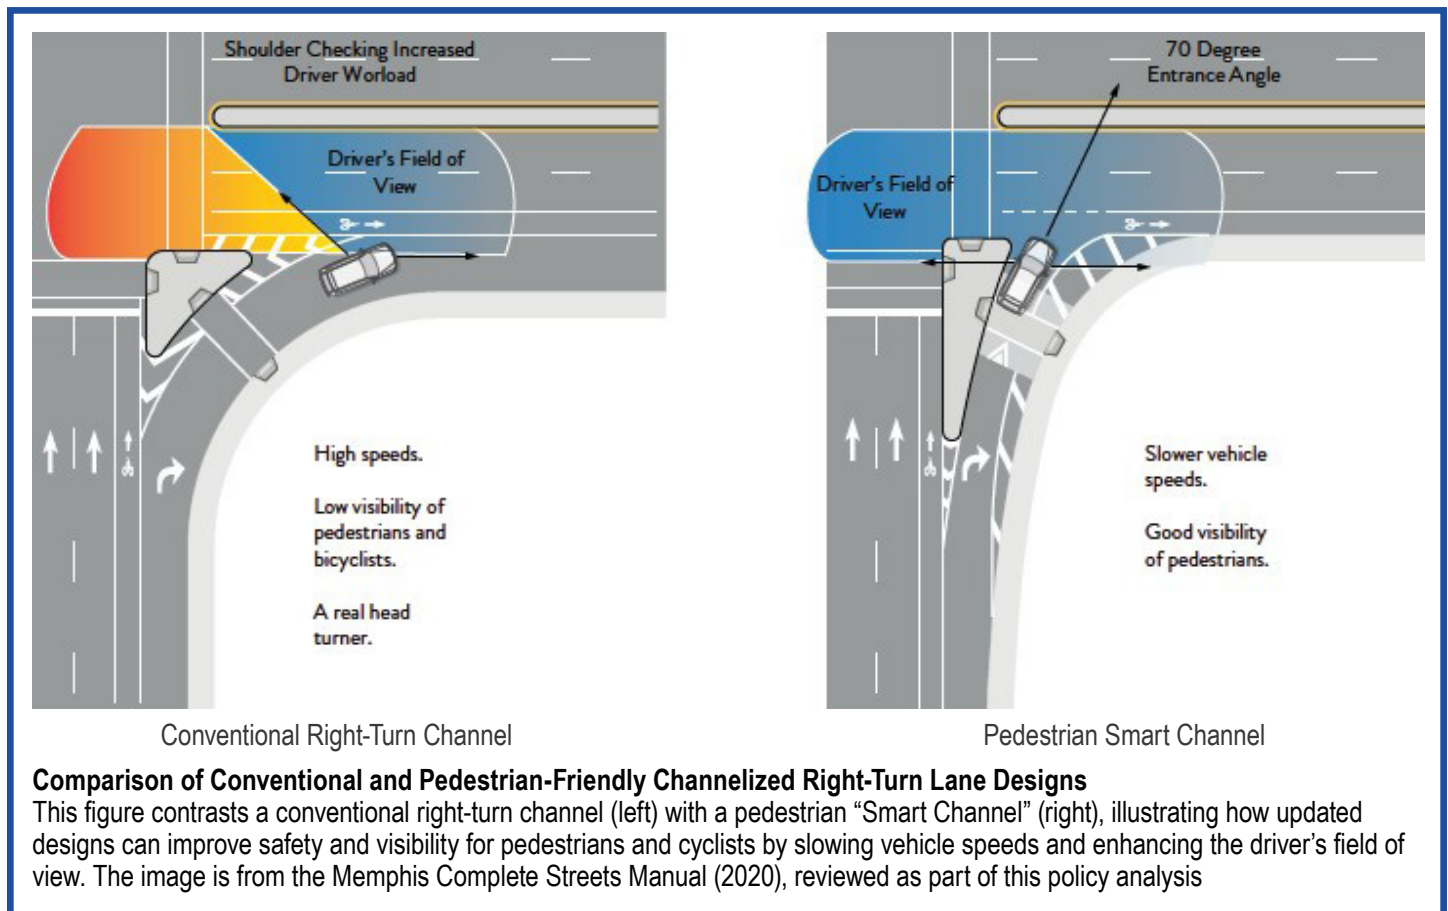 Shoulder Checking Increased
Driver Worload
Driver's Field of
View
High speeds.
Low visibility of
pedestrians and
bicyclists.
A real head
turner.
Conventional Right-Turn Channel
70 Degree
Entrance Angle
Driver's Field of
View
Slower vehicle
speeds.
Good visibility
of pedestrians.
Pedestrian Smart Channel
Comparison of Conventional and Pedestrian-Friendly Channelized Right-Turn Lane Designs
This figure contrasts a conventional right-turn channel (left) with a pedestrian “Smart Channel” (right), illustrating how updated
designs can improve safety and visibility for pedestrians and cyclists by slowing vehicle speeds and enhancing the driver’s field of
view. The image is from the Memphis Complete Streets Manual (2020), reviewed as part of this policy analysis